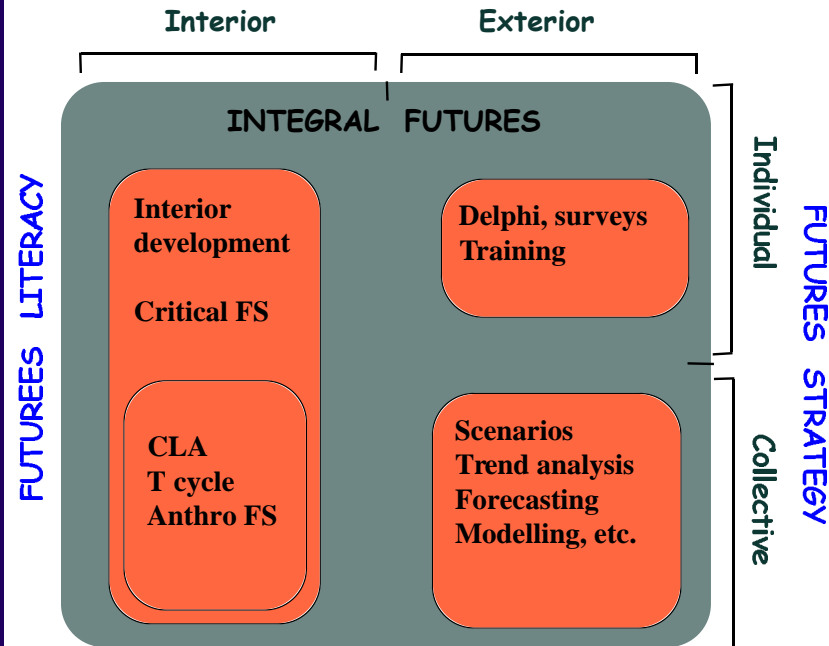 Interior
Exterior
INTEGRAL FUTURES
FUTUREES LITERACY
Interior
development
Critical FS
CLA
T cycle
Anthro FS
Delphi, surveys
Training
Scenarios
Trend analysis
Forecasting
Modelling, etc.
Individual
Collective
FUTURES STRATEGY